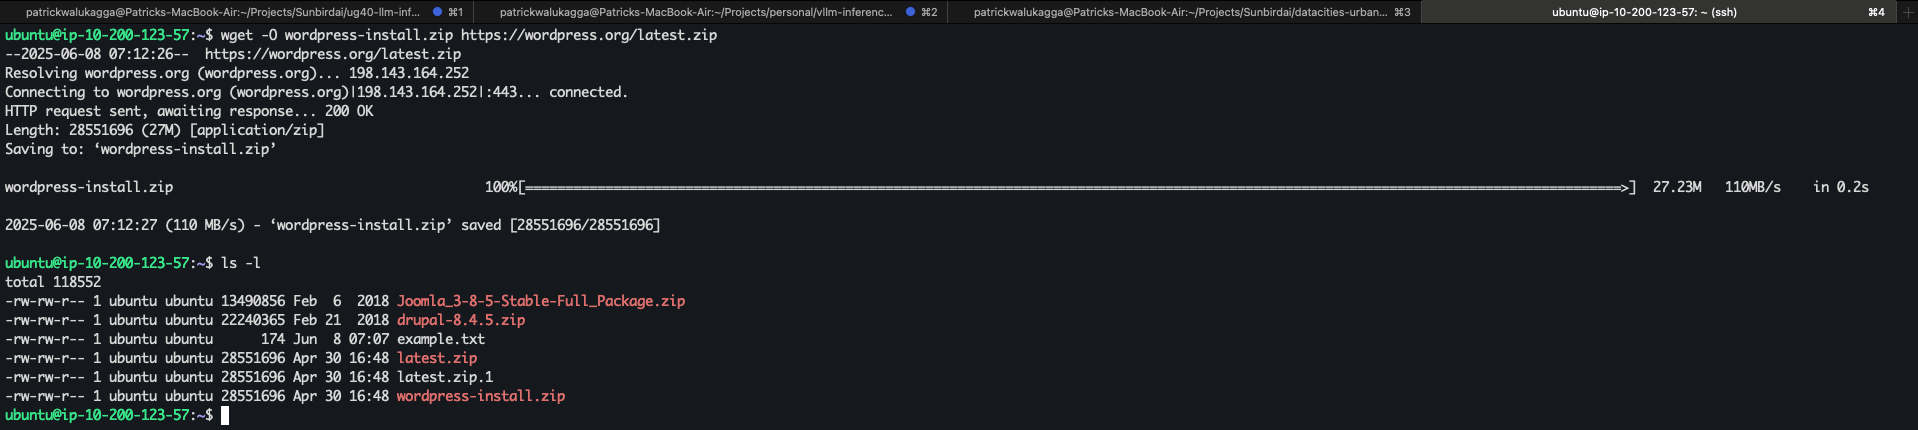 patrickwalukagga@Patricks-MacBook-Air:~/Projects/Sunbirdai/ug40-llm-inf... ⌘1
patrickwalukagga@Patricks-MacBook-Air:~/Projects/personal/vllm-inferenc... ⌘2
patrickwalukagga@Patricks-MacBook-Air:~/Projects/Sunbirdai/datacities-urban... ⌘3
ubuntu@ip-10-200-123-57: ~ (ssh) ⌘4
ubuntu@ip-10-200-123-57:~$ wget -O wordpress-install.zip https://wordpress.org/latest.zip
--2025-06-08 07:12:26--  https://wordpress.org/latest.zip
Resolving wordpress.org (wordpress.org)... 198.143.164.252
Connecting to wordpress.org (wordpress.org)|198.143.164.252|:443... connected.
HTTP request sent, awaiting response... 200 OK
Length: 28551696 (27M) [application/zip]
Saving to: ‘wordpress-install.zip’
wordpress-install.zip 100%[===================================================>] 27.23M 110MB/s in 0.2s
2025-06-08 07:12:27 (110 MB/s) - ‘wordpress-install.zip’ saved [28551696/28551696]
ubuntu@ip-10-200-123-57:~$ ls -l
total 118552
-rw-rw-r-- 1 ubuntu ubuntu 13490856 Feb  6  2018 Joomla_3-8-5-Stable-Full_Package.zip
-rw-rw-r-- 1 ubuntu ubuntu 22240365 Feb 21  2018 drupal-8.4.5.zip
-rw-rw-r-- 1 ubuntu ubuntu      174 Jun  8 07:07 example.txt
-rw-rw-r-- 1 ubuntu ubuntu 28551696 Apr 30 16:48 latest.zip
-rw-rw-r-- 1 ubuntu ubuntu 28551696 Apr 30 16:48 latest.zip.1
-rw-rw-r-- 1 ubuntu ubuntu 28551696 Apr 30 16:48 wordpress-install.zip
ubuntu@ip-10-200-123-57:~$